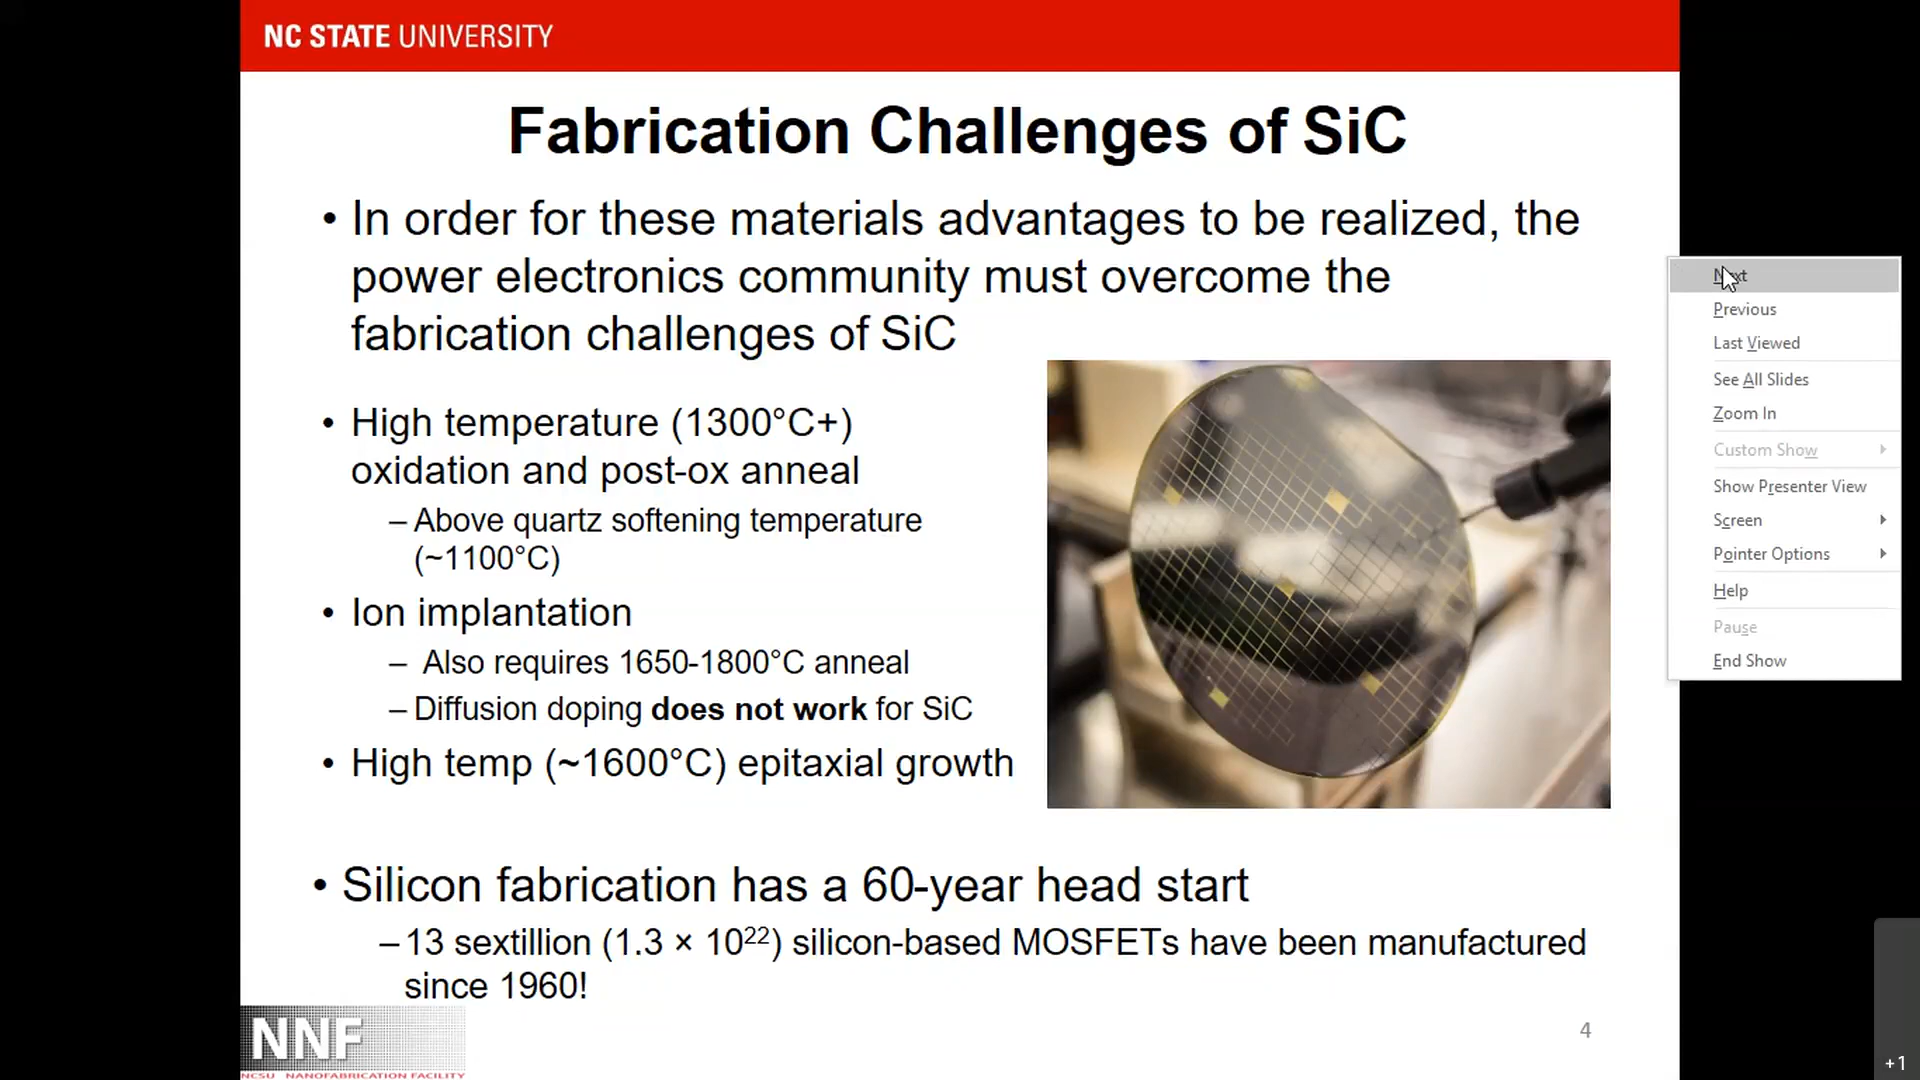 NC STATE UNIVERSITY
Fabrication Challenges of SiC
• In order for these materials advantages to be realized, the
power electronics community must overcome the
fabrication challenges of SiC
• High temperature (1300°C+)
oxidation and post-ox anneal
– Above quartz softening temperature
(~1100°C)
• Ion implantation
– Also requires 1650-1800°C anneal
– Diffusion doping does not work for SiC
• High temp (~1600°C) epitaxial growth
• Silicon fabrication has a 60-year head start
– 13 sextillion (1.3 × 10²²) silicon-based MOSFETs have been manufactured
since 1960!
NNF
NCSU NANOFABRICATION FACILITY
4
Next
Previous
Last Viewed
See All Slides
Zoom In
Custom Show
Show Presenter View
Screen
Pointer Options
Help
Pause
End Show
+1